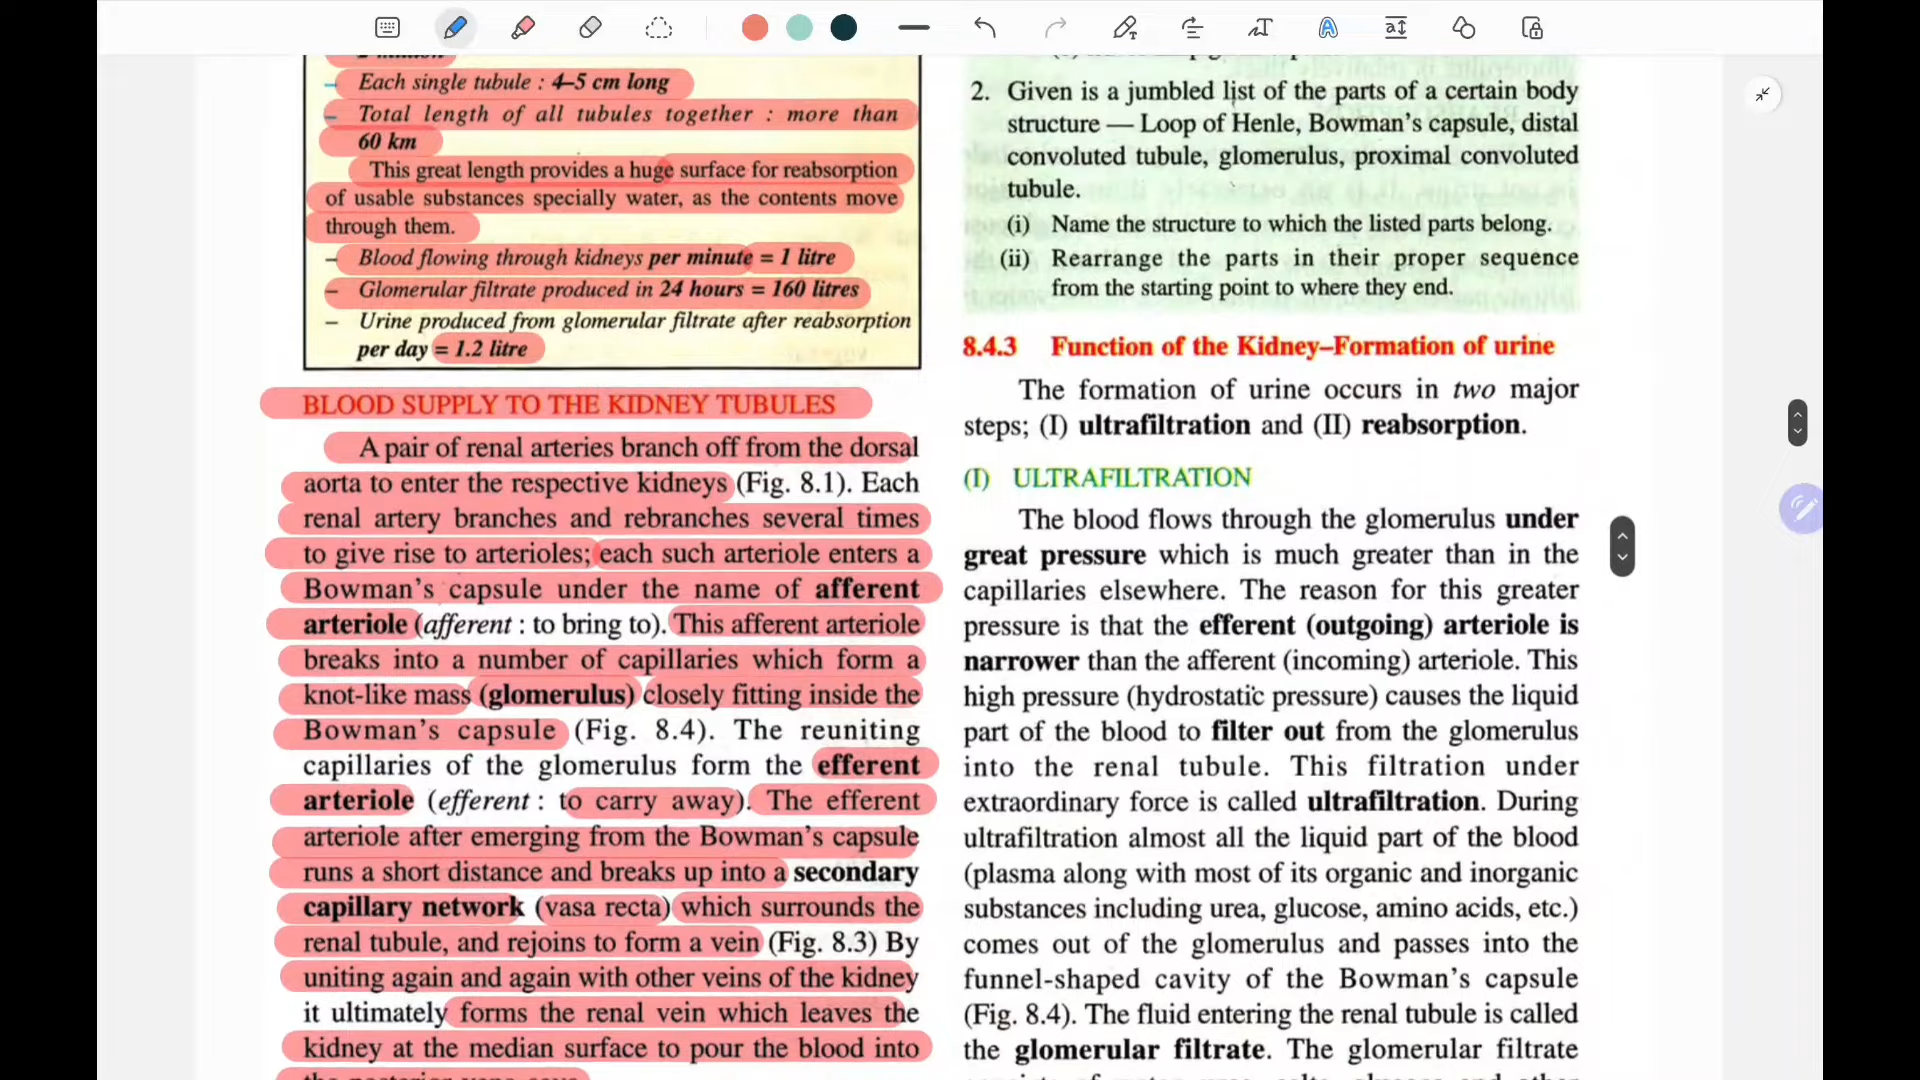 – Each single tubule : 4–5 cm long
– Total length of all tubules together : more than
60 km
This great length provides a huge surface for reabsorption
of usable substances specially water, as the contents move
through them.
– Blood flowing through kidneys per minute = 1 litre
– Glomerular filtrate produced in 24 hours = 160 litres
– Urine produced from glomerular filtrate after reabsorption
per day = 1.2 litre
BLOOD SUPPLY TO THE KIDNEY TUBULES
A pair of renal arteries branch off from the dorsal
aorta to enter the respective kidneys (Fig. 8.1). Each
renal artery branches and rebranches several times
to give rise to arterioles; each such arteriole enters a
Bowman's capsule under the name of afferent
arteriole (afferent : to bring to). This afferent arteriole
breaks into a number of capillaries which form a
knot-like mass (glomerulus) closely fitting inside the
Bowman's capsule (Fig. 8.4). The reuniting
capillaries of the glomerulus form the efferent
arteriole (efferent : to carry away). The efferent
arteriole after emerging from the Bowman's capsule
runs a short distance and breaks up into a secondary
capillary network (vasa recta) which surrounds the
renal tubule, and rejoins to form a vein (Fig. 8.3) By
uniting again and again with other veins of the kidney
it ultimately forms the renal vein which leaves the
kidney at the median surface to pour the blood into
2. Given is a jumbled list of the parts of a certain body
structure — Loop of Henle, Bowman's capsule, distal
convoluted tubule, glomerulus, proximal convoluted
tubule.
(i) Name the structure to which the listed parts belong.
(ii) Rearrange the parts in their proper sequence
from the starting point to where they end.
8.4.3 Function of the Kidney–Formation of urine
The formation of urine occurs in two major
steps; (I) ultrafiltration and (II) reabsorption.
(I) ULTRAFILTRATION
The blood flows through the glomerulus under
great pressure which is much greater than in the
capillaries elsewhere. The reason for this greater
pressure is that the efferent (outgoing) arteriole is
narrower than the afferent (incoming) arteriole. This
high pressure (hydrostatic pressure) causes the liquid
part of the blood to filter out from the glomerulus
into the renal tubule. This filtration under
extraordinary force is called ultrafiltration. During
ultrafiltration almost all the liquid part of the blood
(plasma along with most of its organic and inorganic
substances including urea, glucose, amino acids, etc.)
comes out of the glomerulus and passes into the
funnel-shaped cavity of the Bowman's capsule
(Fig. 8.4). The fluid entering the renal tubule is called
the glomerular filtrate. The glomerular filtrate